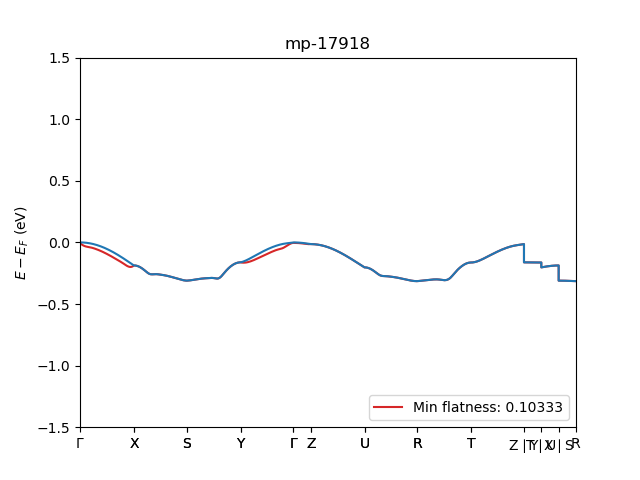 mp-17918
E − E_F (eV)
1.5
1.0
0.5
0.0
−0.5
−1.0
−1.5
Min flatness: 0.10333
Γ X S Y Γ Z U R T Z|T Y|X U|S R